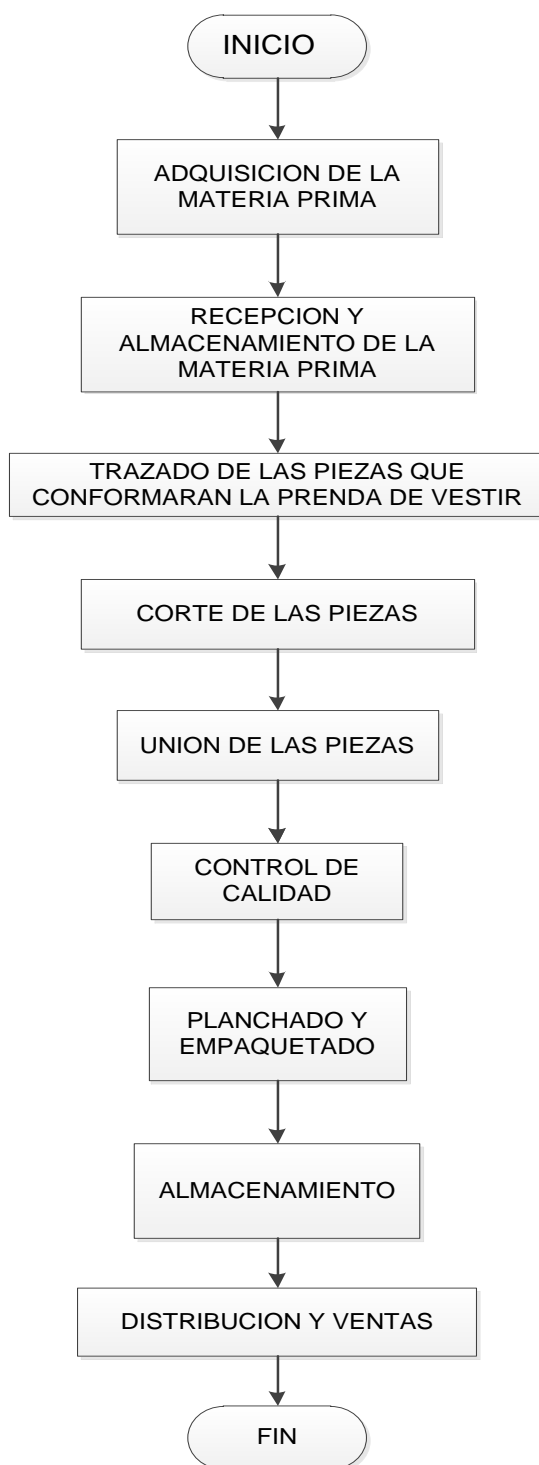 INICIO
ADQUISICION DE LA
MATERIA PRIMA
RECEPCION Y
ALMACENAMIENTO DE LA
MATERIA PRIMA
TRAZADO DE LAS PIEZAS QUE
CONFORMARAN LA PRENDA DE VESTIR
CORTE DE LAS PIEZAS
UNION DE LAS PIEZAS
CONTROL DE
CALIDAD
PLANCHADO Y
EMPAQUETADO
ALMACENAMIENTO
DISTRIBUCION Y VENTAS
FIN